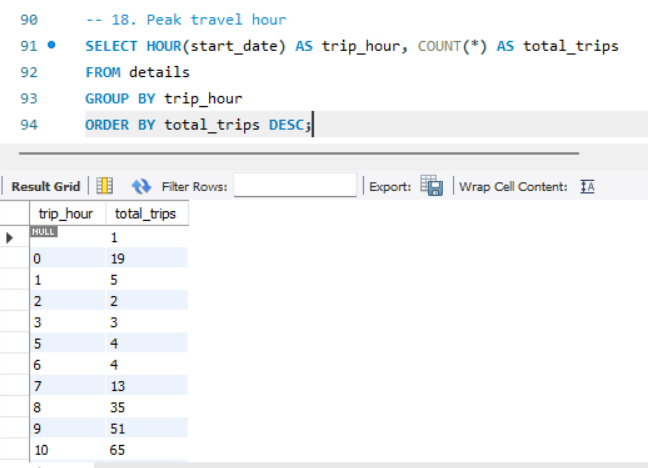 90 -- 18. Peak travel hour
91 SELECT HOUR(start_date) AS trip_hour, COUNT(*) AS total_trips
92 FROM details
93 GROUP BY trip_hour
94 ORDER BY total_trips DESC;
Result Grid Filter Rows: Export: Wrap Cell Content: IA
trip_hour total_trips
NULL 1
0 19
1 5
2 2
3 3
5 4
6 4
7 13
8 35
9 51
10 65